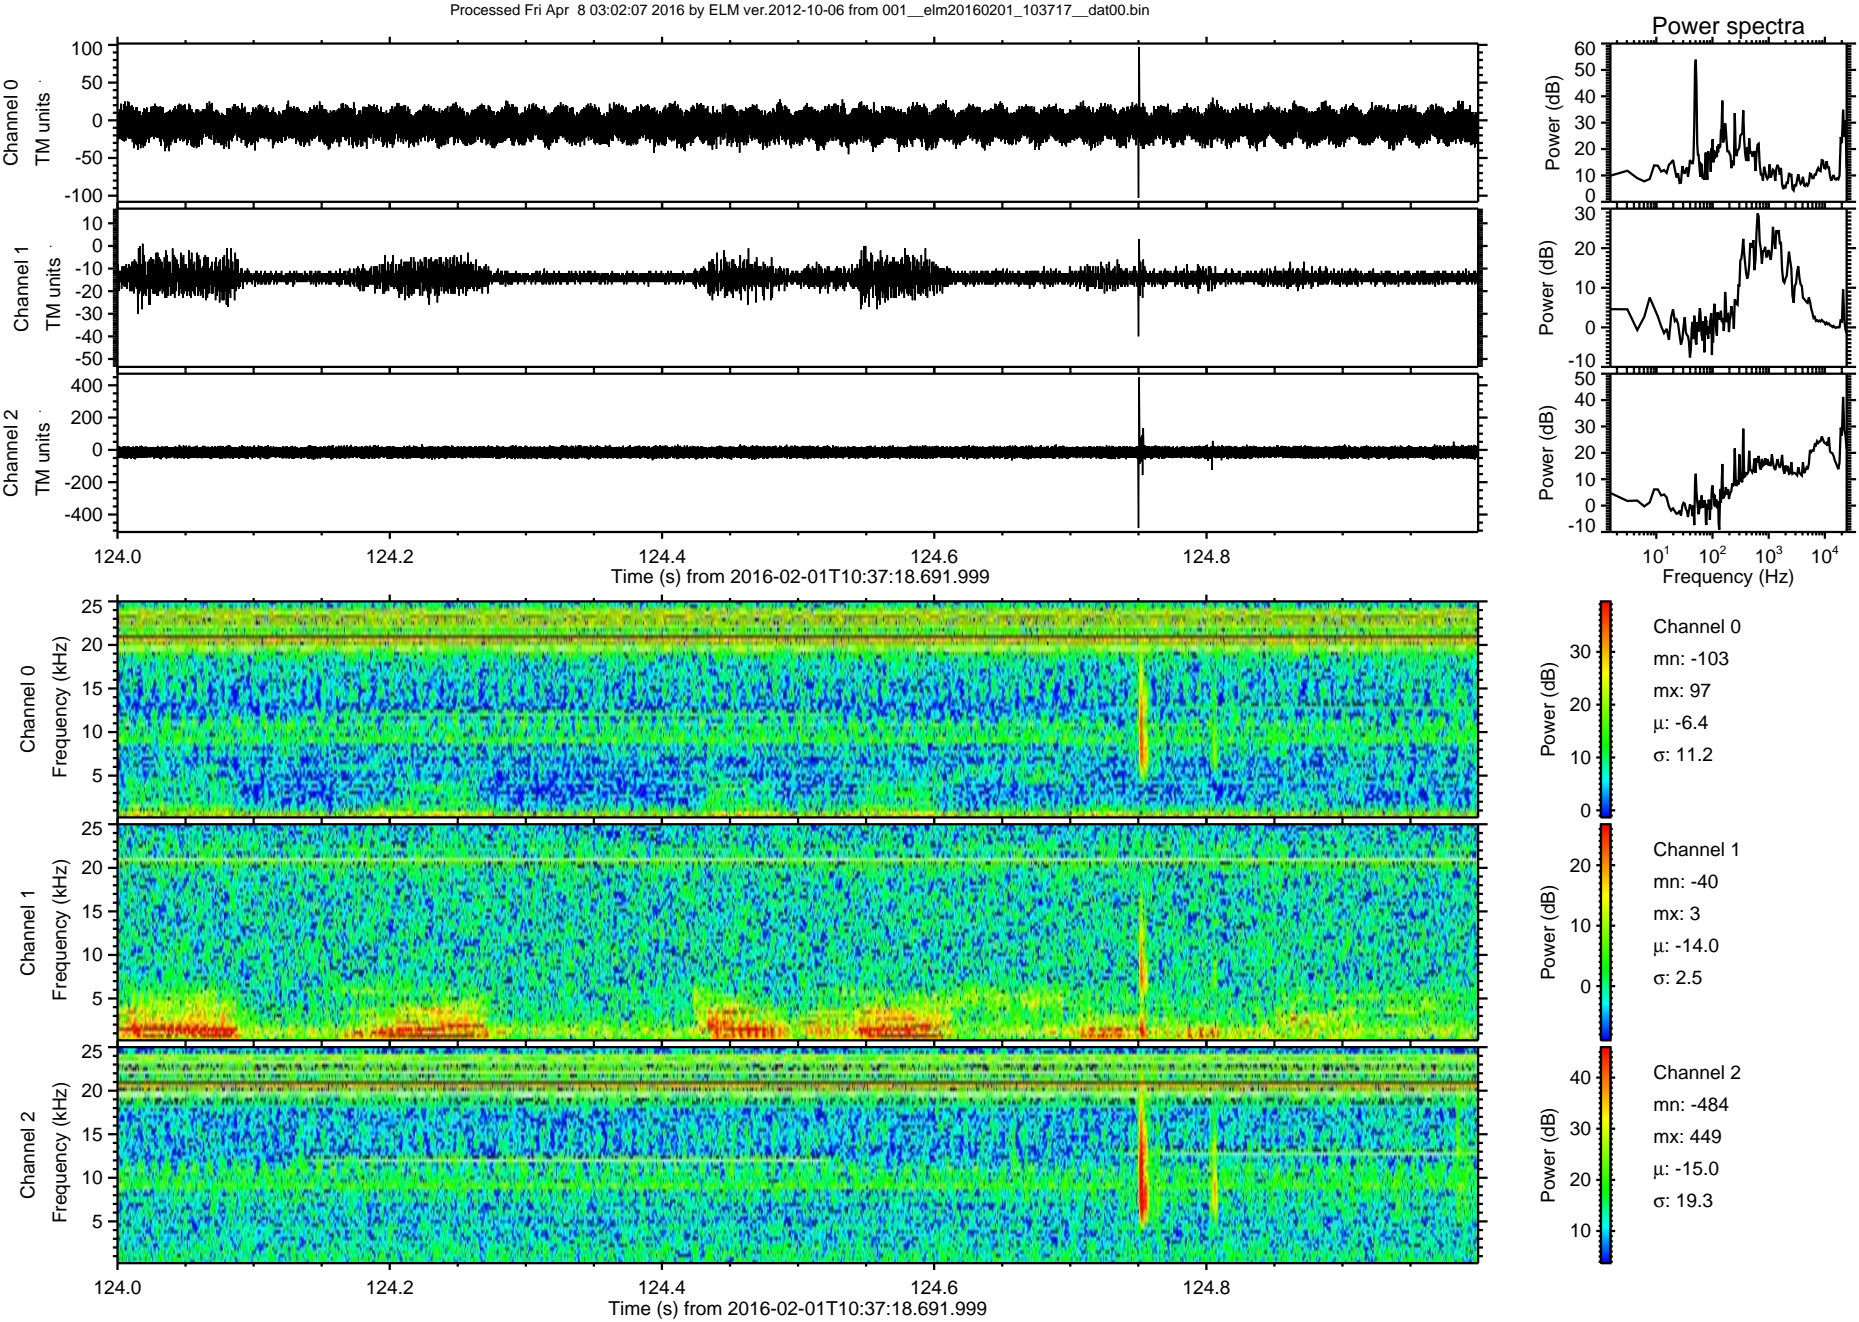 Processed Fri Apr  8 03:02:07 2016 by ELM ver.2012-10-06 from 001__elm20160201_103717__dat00.bin
Power spectra
Channel 0
TM units
100
50
0
-50
-100
Power (dB)
60
50
40
30
20
10
0
Channel 1
TM units
10
0
-10
-20
-30
-40
-50
Power (dB)
30
20
10
0
-10
Channel 2
TM units
400
200
0
-200
-400
Power (dB)
50
40
30
20
10
0
-10
124.0 124.2 124.4 124.6 124.8
Time (s) from 2016-02-01T10:37:18.691.999
10¹ 10² 10³ 10⁴
Frequency (Hz)
Channel 0
Frequency (kHz)
25
20
15
10
5
Power (dB)
30
20
10
0
Channel 0
mn: -103
mx: 97
μ: -6.4
σ: 11.2
Channel 1
Frequency (kHz)
25
20
15
10
5
Power (dB)
20
10
0
Channel 1
mn: -40
mx: 3
μ: -14.0
σ: 2.5
Channel 2
Frequency (kHz)
25
20
15
10
5
Power (dB)
40
30
20
10
Channel 2
mn: -484
mx: 449
μ: -15.0
σ: 19.3
124.0 124.2 124.4 124.6 124.8
Time (s) from 2016-02-01T10:37:18.691.999